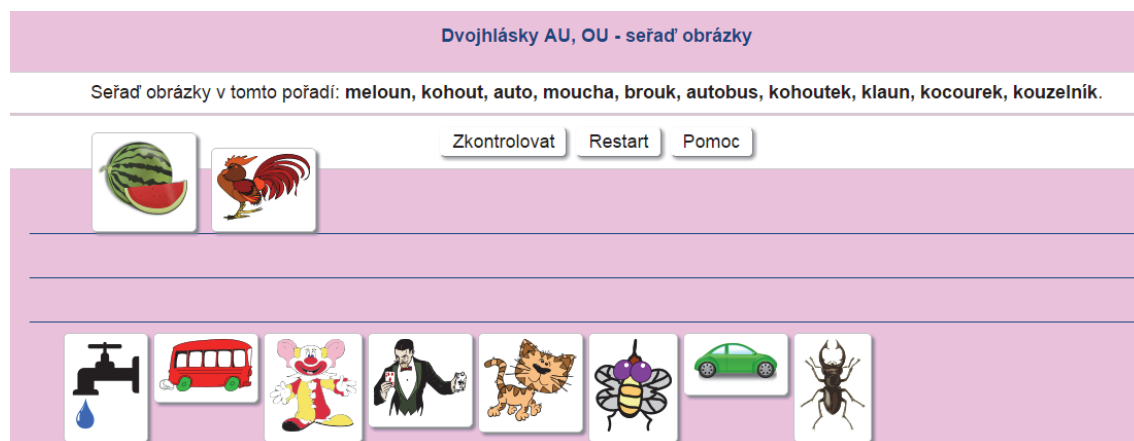 Dvojhlásky AU, OU - seřaď obrázky
Seřaď obrázky v tomto pořadí: meloun, kohout, auto, moucha, brouk, autobus, kohoutek, klaun, kocourek, kouzelník.
Zkontrolovat Restart Pomoc